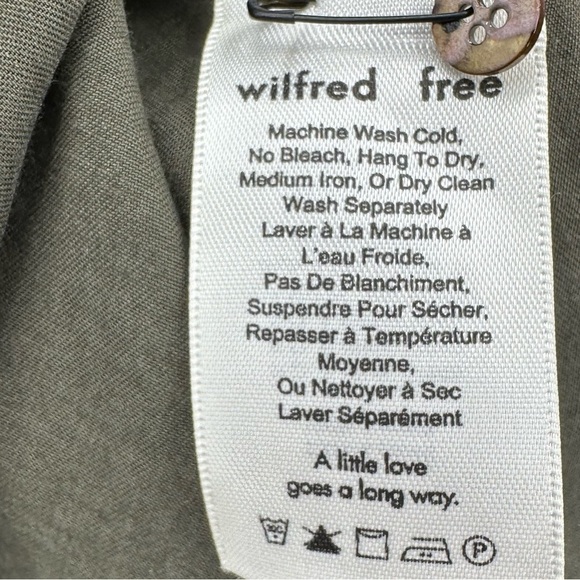 wilfred free
Machine Wash Cold,
No Bleach, Hang To Dry,
Medium Iron, Or Dry Clean
Wash Separately
Laver à La Machine à
L'eau Froide,
Pas De Blanchiment,
Suspendre Pour Sécher,
Repasser à Température
Moyenne,
Ou Nettoyer à Sec
Laver Séparément
A little love
goes a long way.
P